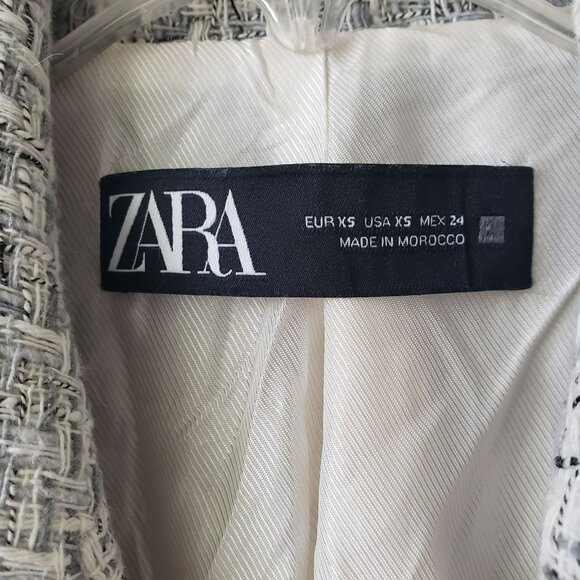 ZARA
EUR XS USA XS MEX 24
MADE IN MOROCCO